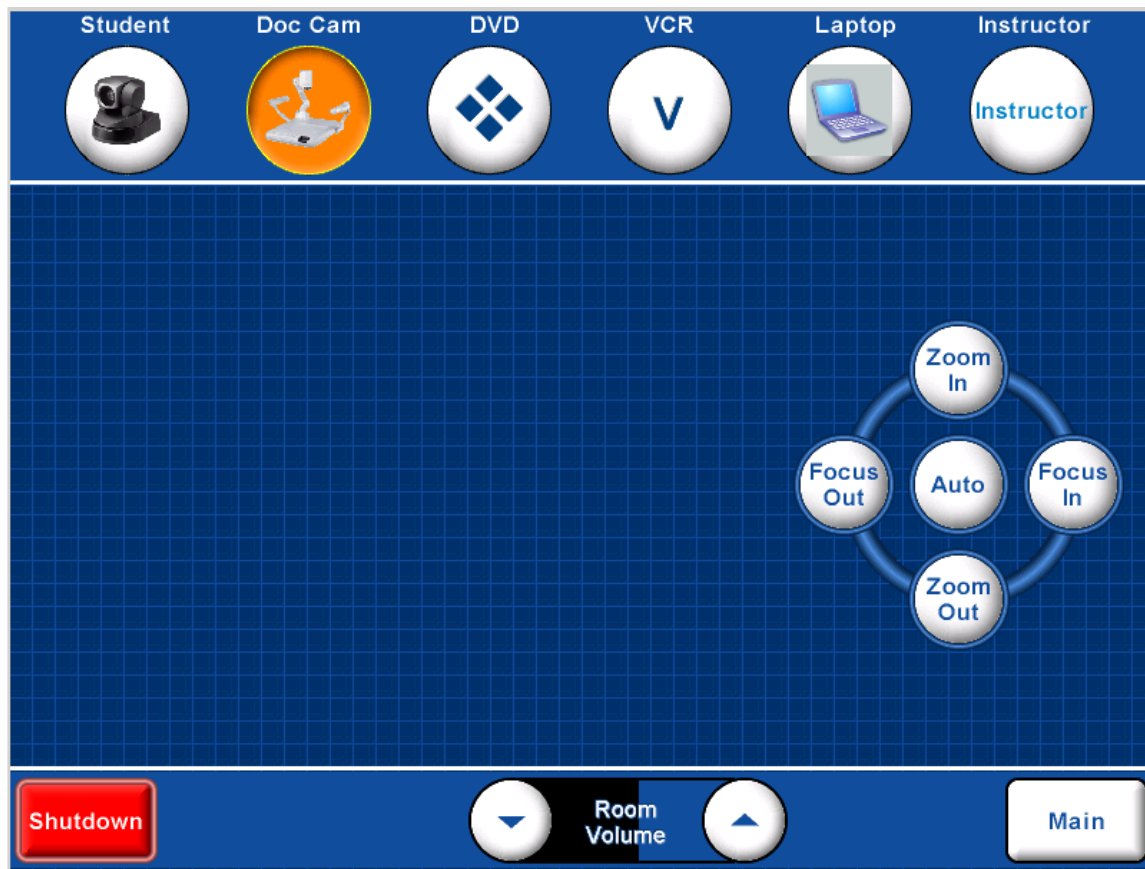 Student
Doc Cam
DVD
VCR
Laptop
Instructor
V
Instructor
Zoom
In
Focus
Out
Auto
Focus
In
Zoom
Out
Shutdown
Room
Volume
Main